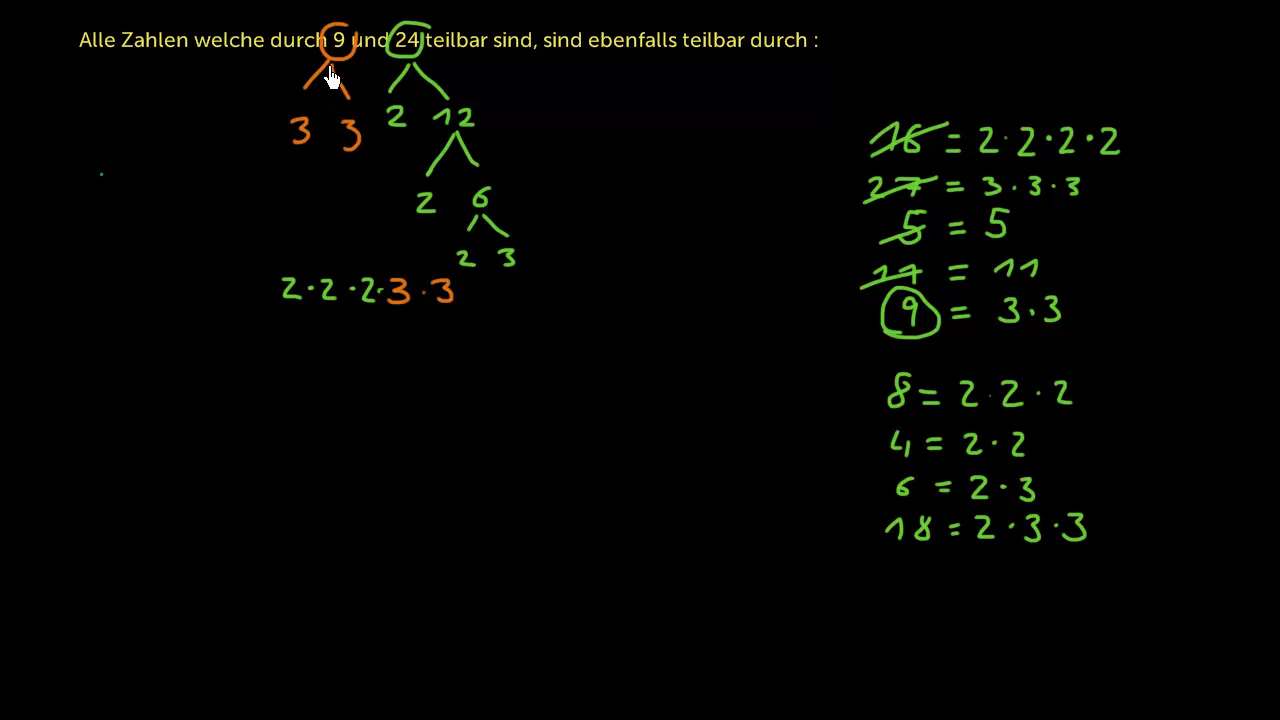 Alle Zahlen welche durch 9 und 24 teilbar sind, sind ebenfalls teilbar durch :
3 3 2 12
2 6
2 3
2 · 2 · 2 · 3 · 3
16 = 2 · 2 · 2 · 2
27 = 3 · 3 · 3
5 = 5
11 = 11
9 = 3 · 3
8 = 2 · 2 · 2
4 = 2 · 2
6 = 2 · 3
18 = 2 · 3 · 3